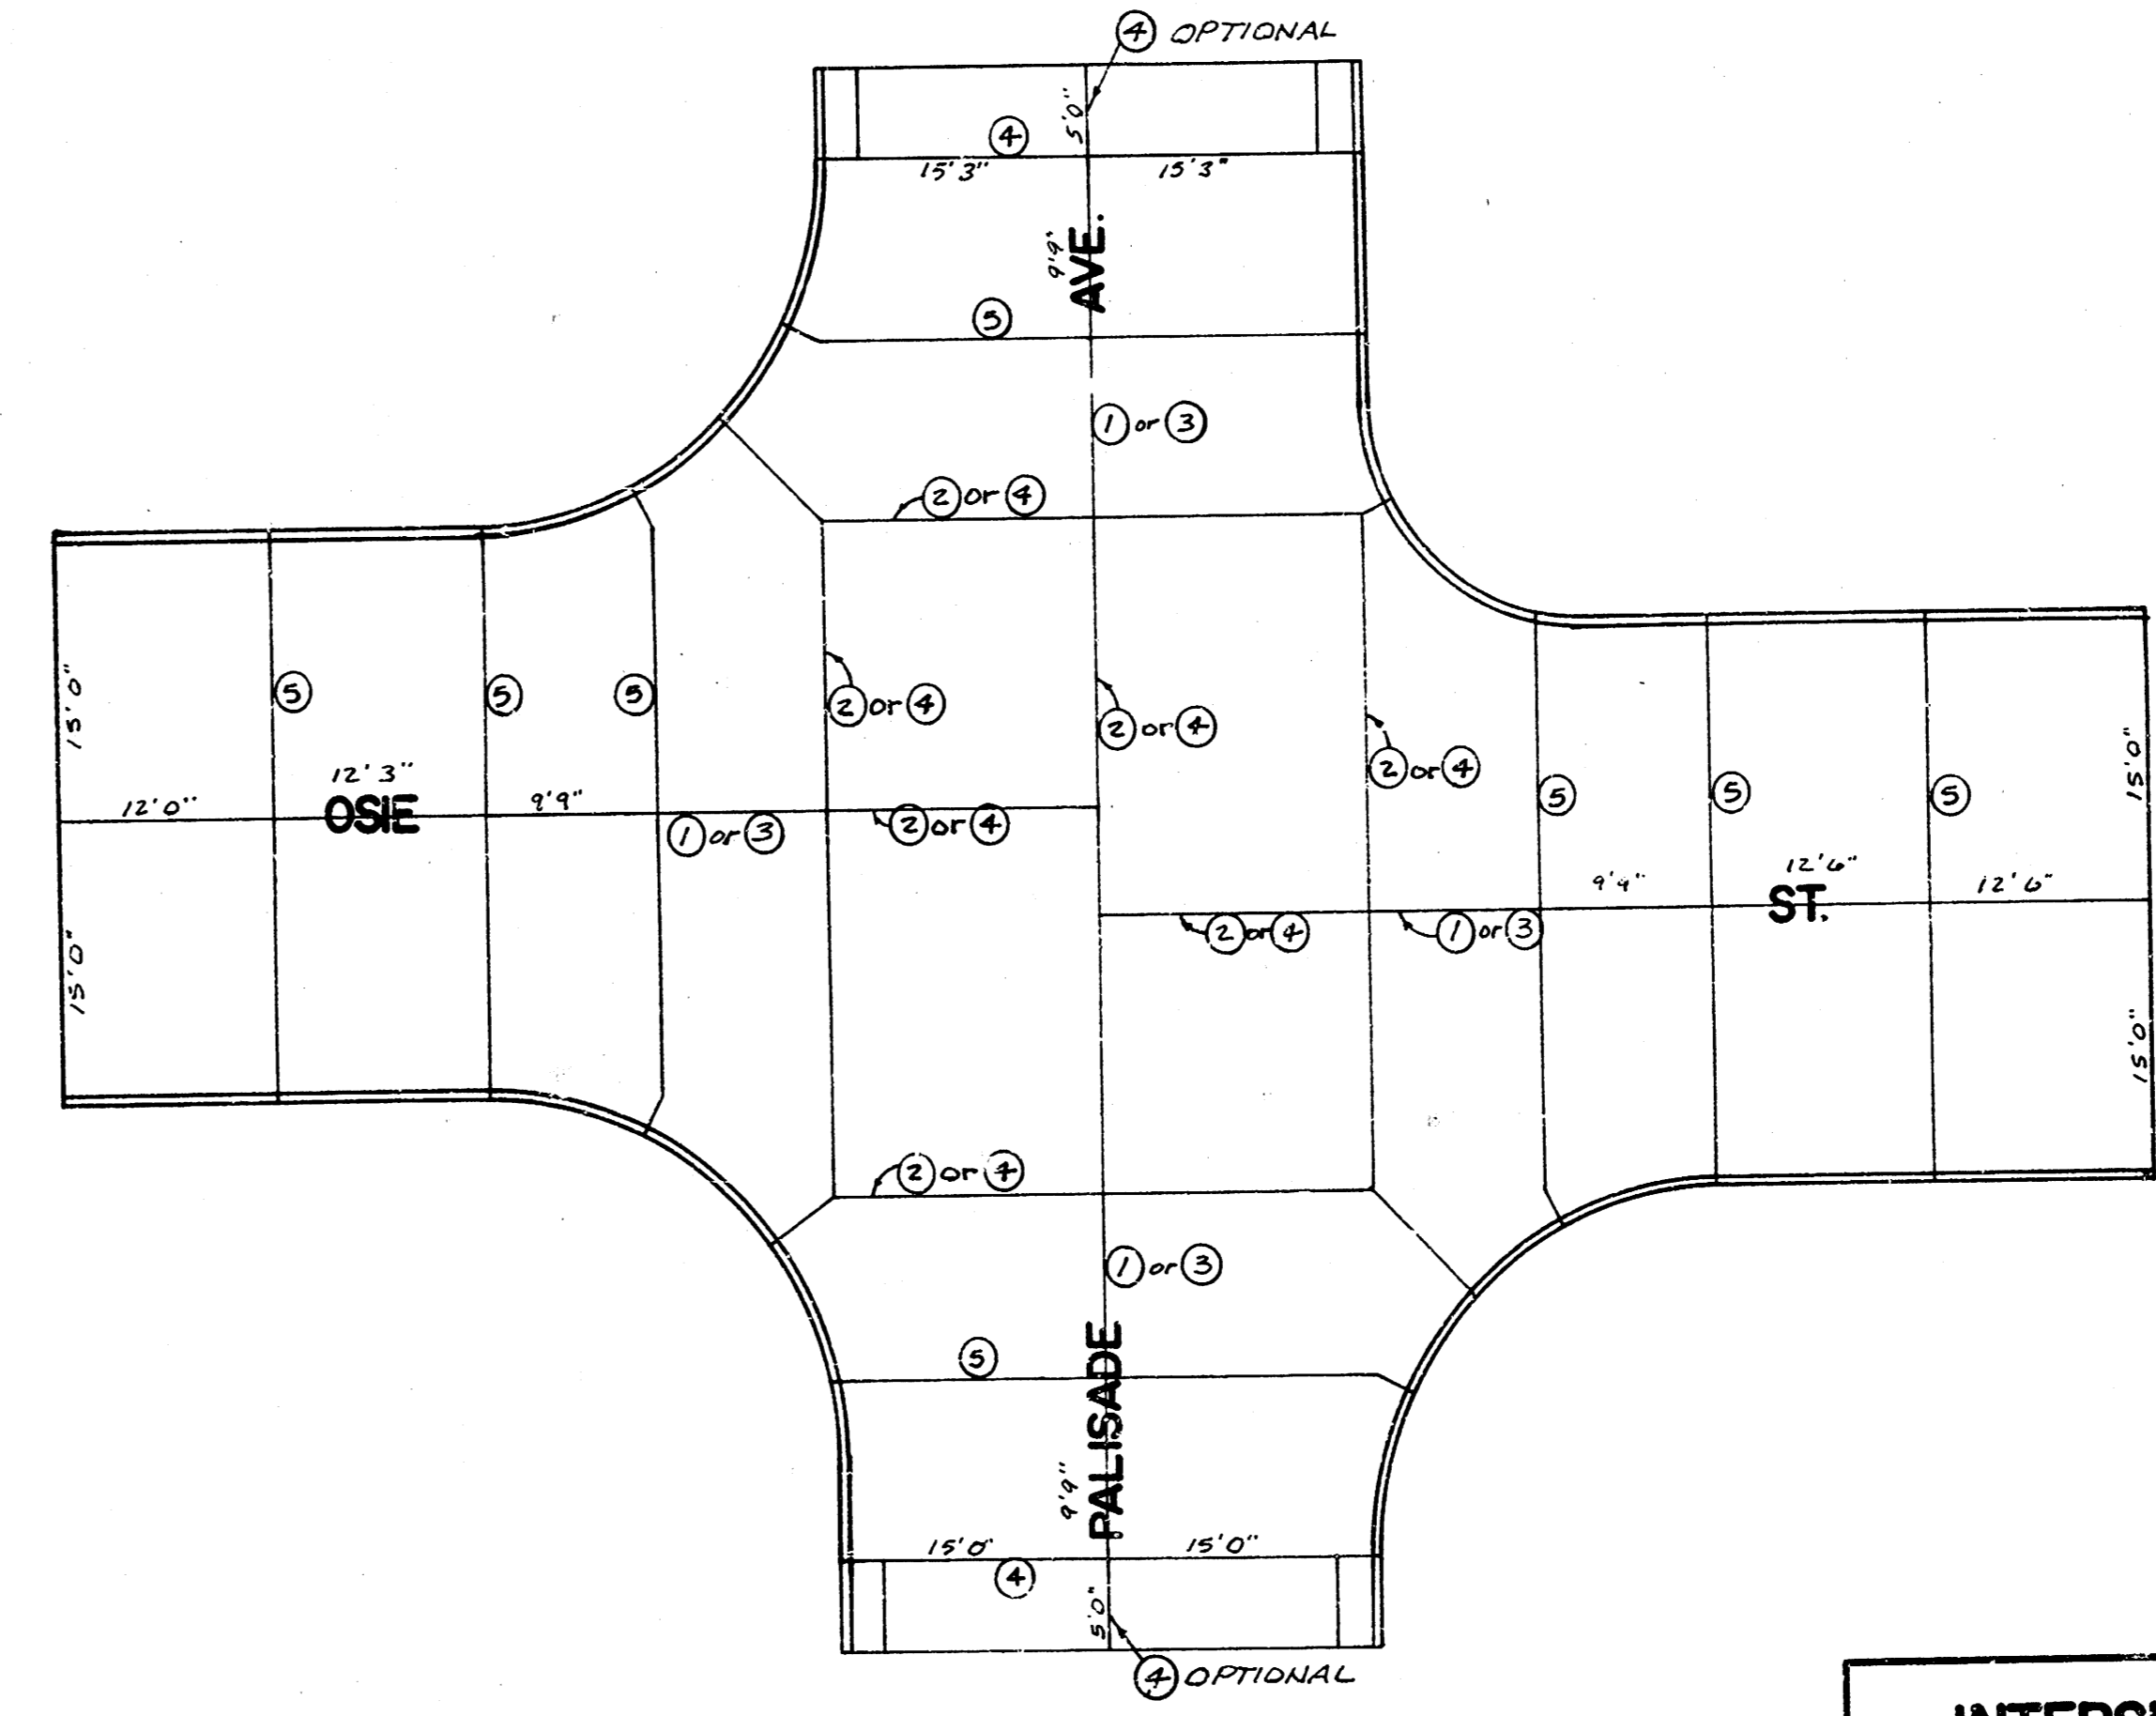 ④ OPTIONAL
5'0"
④
15'3" 15'3"
9'9"
AVE.
⑤
① or ③
② or ④
15'0"
⑤ ⑤ ⑤
② or ④
② or ④
② or ④
15'0"
12'3"
12'0" OSIE 9'9"
① or ③ ② or ④
⑤ ⑤ ⑤
12'6"
9'9" ST. 12'6"
② or ④ ① or ③
15'0"
15'0"
② or ④
① or ③
PALISADE
⑤
9'9"
15'0" 15'0"
④
5'0"
④ OPTIONAL